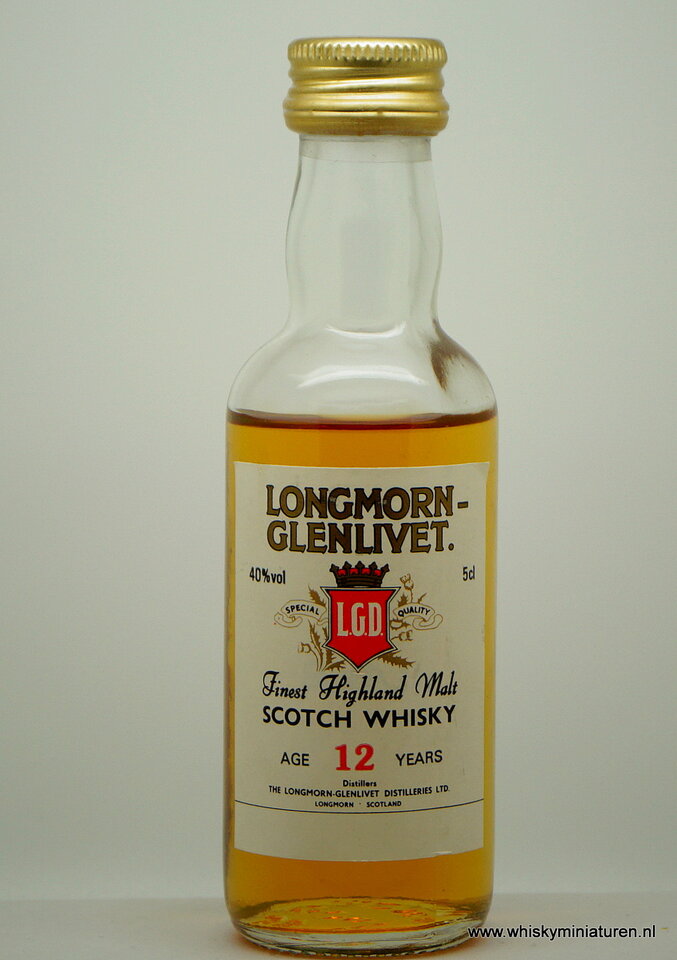 LONGMORN-
GLENLIVET.
40%vol
5cl
SPECIAL
QUALITY
L.G.D.
Finest Highland Malt
SCOTCH WHISKY
AGE 12 YEARS
Distillers
THE LONGMORN-GLENLIVET DISTILLERIES LTD.
LONGMORN · SCOTLAND
www.whiskyminiaturen.nl